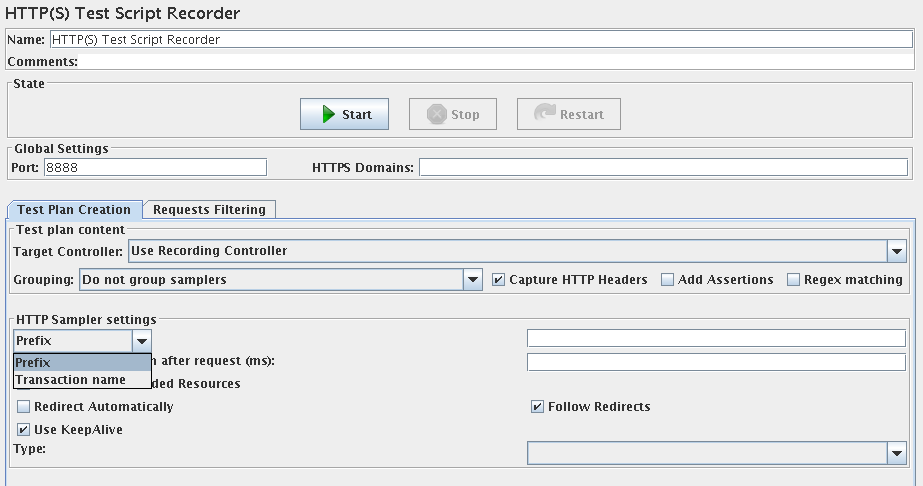 HTTP(S) Test Script Recorder
Name: HTTP(S) Test Script Recorder
Comments:
State
Start Stop Restart
Global Settings
Port: 8888 HTTPS Domains:
Test Plan Creation Requests Filtering
Test plan content
Target Controller: Use Recording Controller
Grouping: Do not group samplers Capture HTTP Headers Add Assertions Regex matching
HTTP Sampler settings
Prefix
Prefix after request (ms):
Transaction name Resources
Redirect Automatically Follow Redirects
Use KeepAlive
Type: